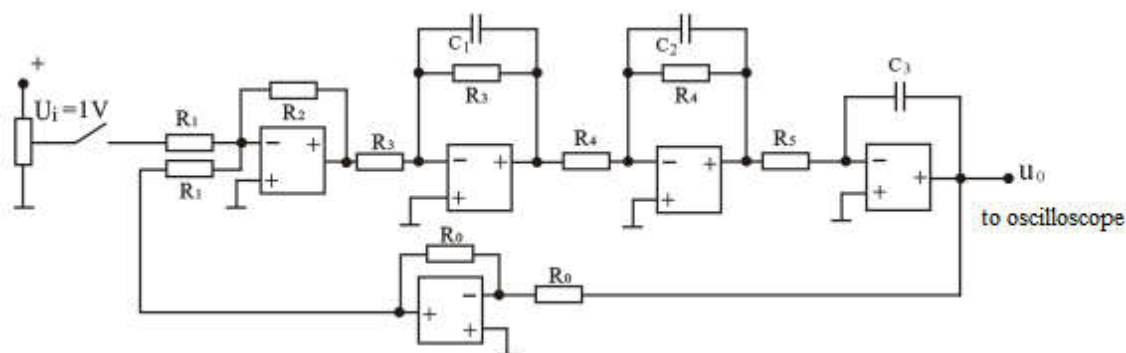 C₁
C₂
C₃
+
Uᵢ =1V
R₂
R₃
R₄
R₁
− +
R₃
R₄
R₅
R₁
+
− +
+
− +
+
−
+
+
u₀
to oscilloscope
R₀
R₀
−
+
+